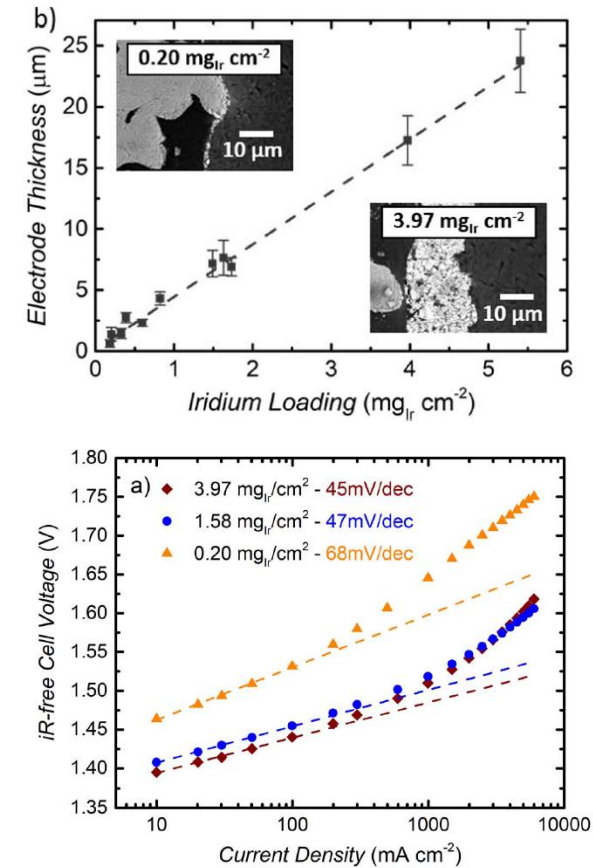 b)
25
20
15
10
5
0
Electrode Thickness (μm)
0.20 mgIr cm-2
10 μm
3.97 mgIr cm-2
10 μm
0 1 2 3 4 5 6
Iridium Loading (mgIr cm-2)
1.80
1.75
1.70
1.65
1.60
1.55
1.50
1.45
1.40
1.35
iR-free Cell Voltage (V)
a)
3.97 mgIr/cm2 - 45mV/dec
1.58 mgIr/cm2 - 47mV/dec
0.20 mgIr/cm2 - 68mV/dec
10 100 1000 10000
Current Density (mA cm-2)